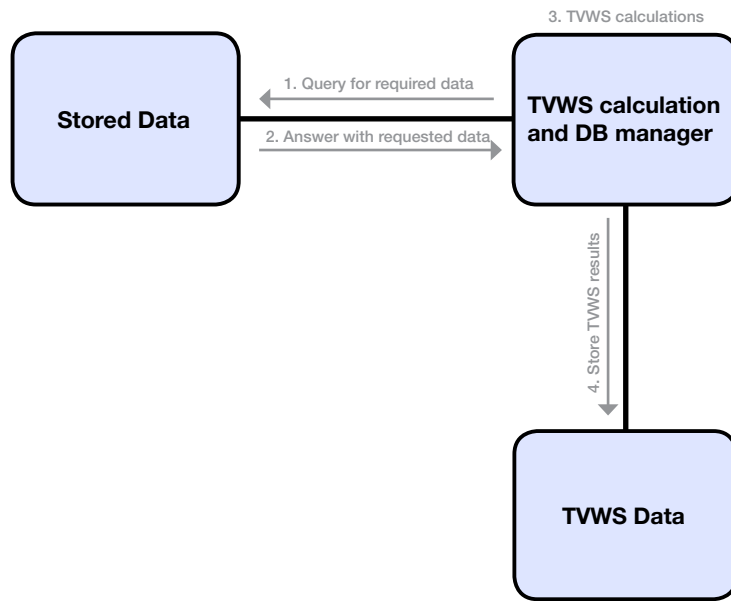 3. TVWS calculations
1. Query for required data
Stored Data
TVWS calculation
and DB manager
2. Answer with requested data
4. Store TVWS results
TVWS Data